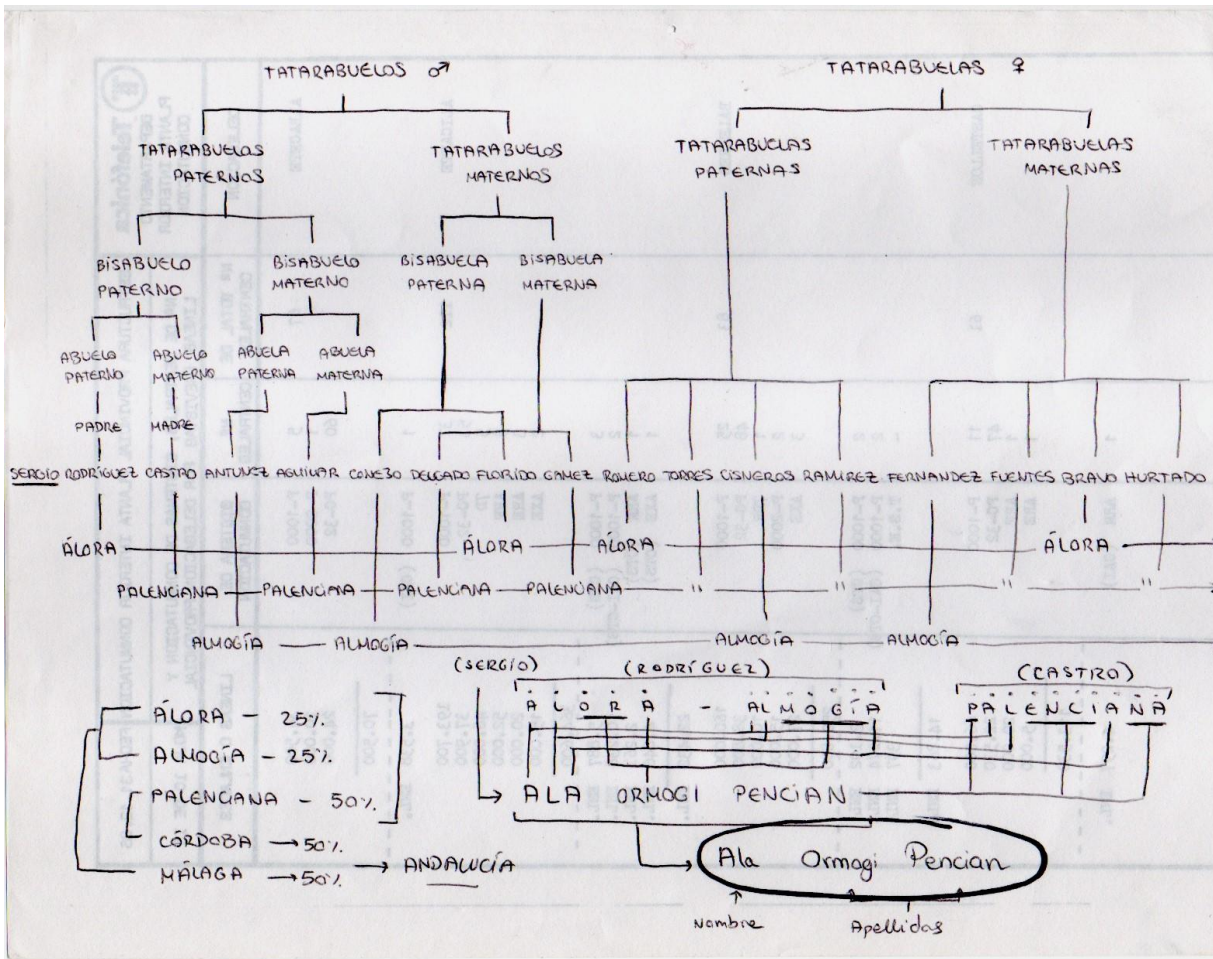 TATARABUELOS ♂ TATARABUELAS ♀
TATARABUELOS PATERNOS TATARABUELOS MATERNOS TATARABUELAS PATERNAS TATARABUELAS MATERNAS
BISABUELO PATERNO BISABUELO MATERNO BISABUELA PATERNA BISABUELA MATERNA
ABUELO PATERNO ABUELO MATERNO ABUELA PATERNA ABUELA MATERNA
PADRE MADRE
SERGIO RODRÍGUEZ CASTRO ANTUNEZ AGUILAR CONEJO DELGADO FLORIDO GAMEZ ROMERO TORRES CISNEROS RAMIREZ FERNANDEZ FUENTES BRAVO HURTADO
ÁLORA ÁLORA ÁLORA ÁLORA
PALENCIANA PALENCIANA PALENCIANA PALENCIANA " " " "
ALMOGÍA ALMOGÍA ALMOGÍA ALMOGÍA
(SERGIO) (RODRÍGUEZ) (CASTRO)
ALORA - ALMOGÍA PALENCIANA
ÁLORA - 25%
ALMOGÍA - 25%
PALENCIANA - 50%
CÓRDOBA → 50%
MÁLAGA → 50% → ANDALUCÍA
ALA ORMOGI PENCIAN
Ala Ormogi Pencian
Nombre Apellidos